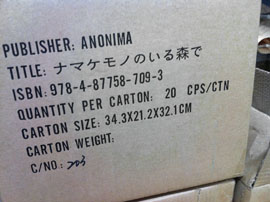 PUBLISHER: ANONIMA
TITLE: ナマケモノのいる森で
ISBN: 978-4-87758-709-3
QUANTITY PER CARTON: 20 CPS/CTN
CARTON SIZE: 34.3X21.2X32.1CM
CARTON WEIGHT:
C/NO: 203